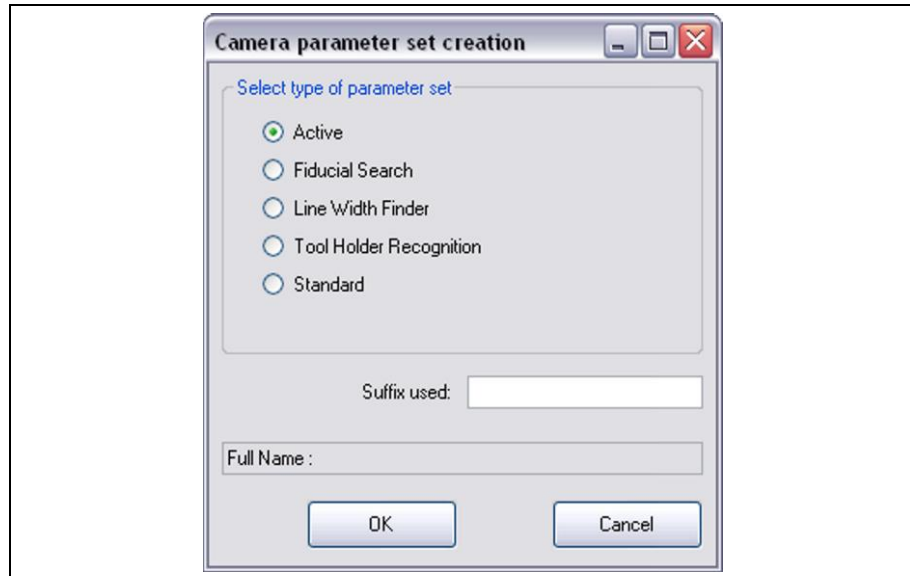 Camera parameter set creation
Select type of parameter set
Active
Fiducial Search
Line Width Finder
Tool Holder Recognition
Standard
Suffix used:
Full Name :
OK
Cancel